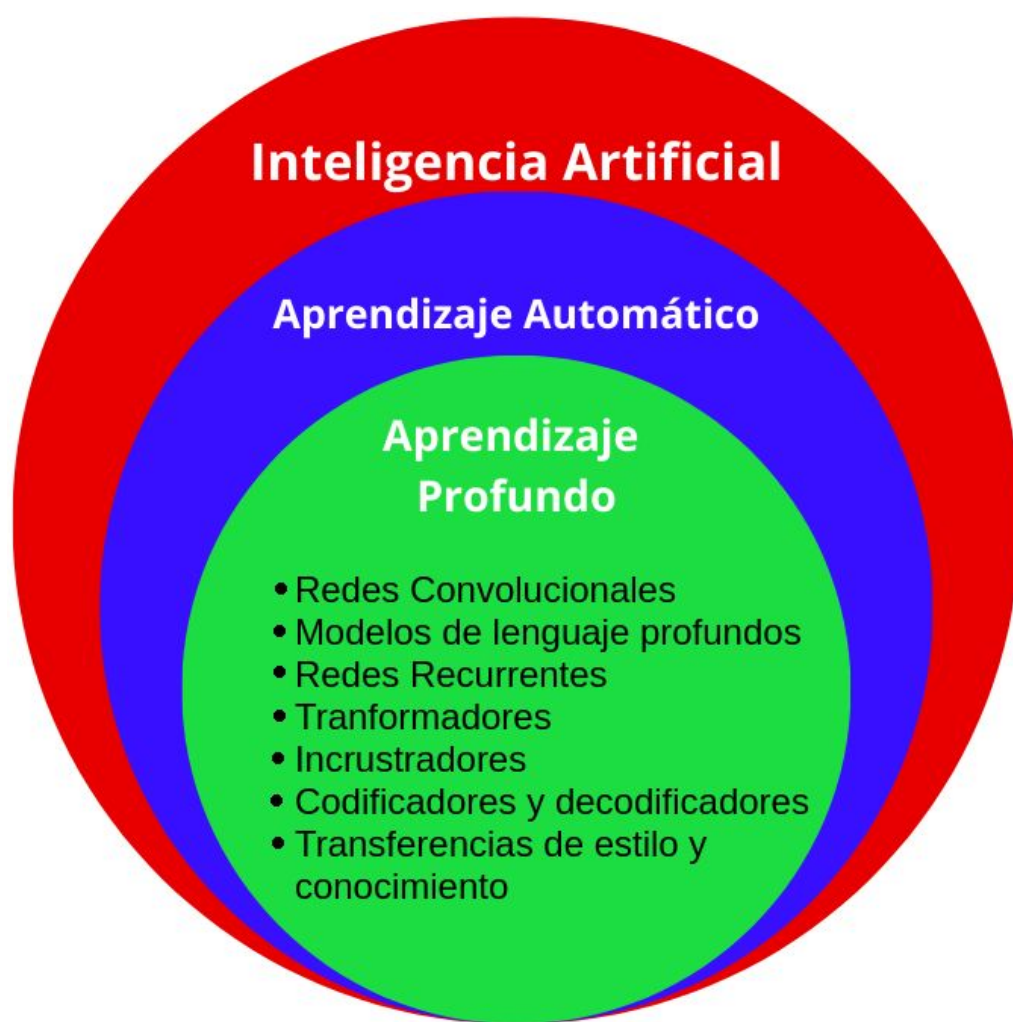 Inteligencia Artificial
Aprendizaje Automático
Aprendizaje
Profundo
• Redes Convolucionales
• Modelos de lenguaje profundos
• Redes Recurrentes
• Tranformadores
• Incrustradores
• Codificadores y decodificadores
• Transferencias de estilo y
conocimiento